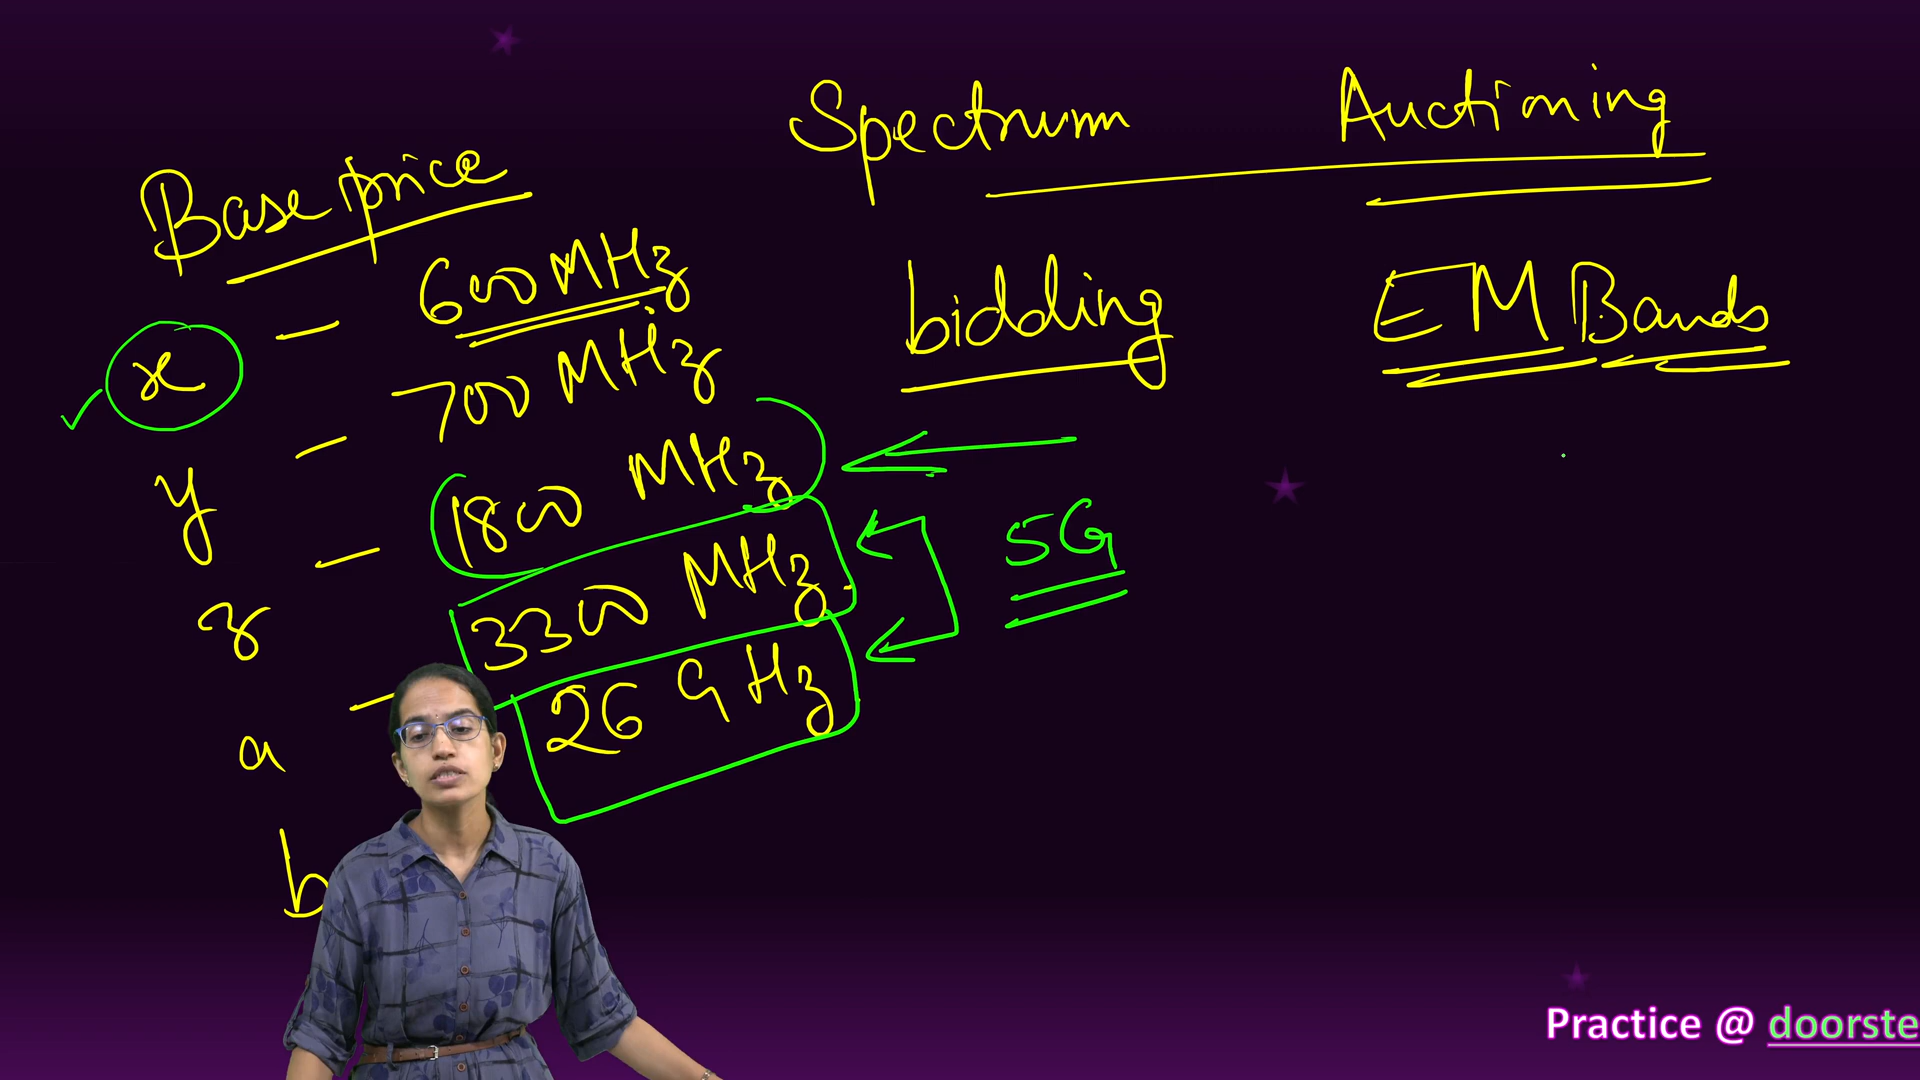 Spectrum Auctioning
Base price
bidding EM Bands
x - 600 MHz
y - 700 MHz
z - 1800 MHz
a - 3300 MHz
b 26 GHz
5G
Practice @ doorste